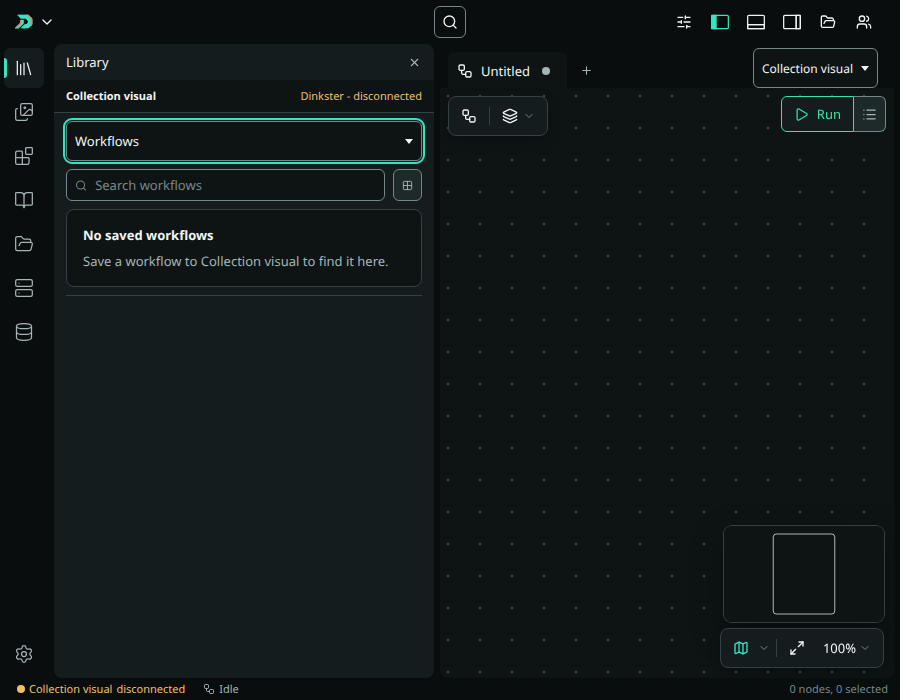 Library
Collection visual
Dinkster - disconnected
Workflows
Search workflows
No saved workflows
Save a workflow to Collection visual to find it here.
Untitled
Collection visual
Run
100%
Collection visual disconnected
Idle
0 nodes, 0 selected